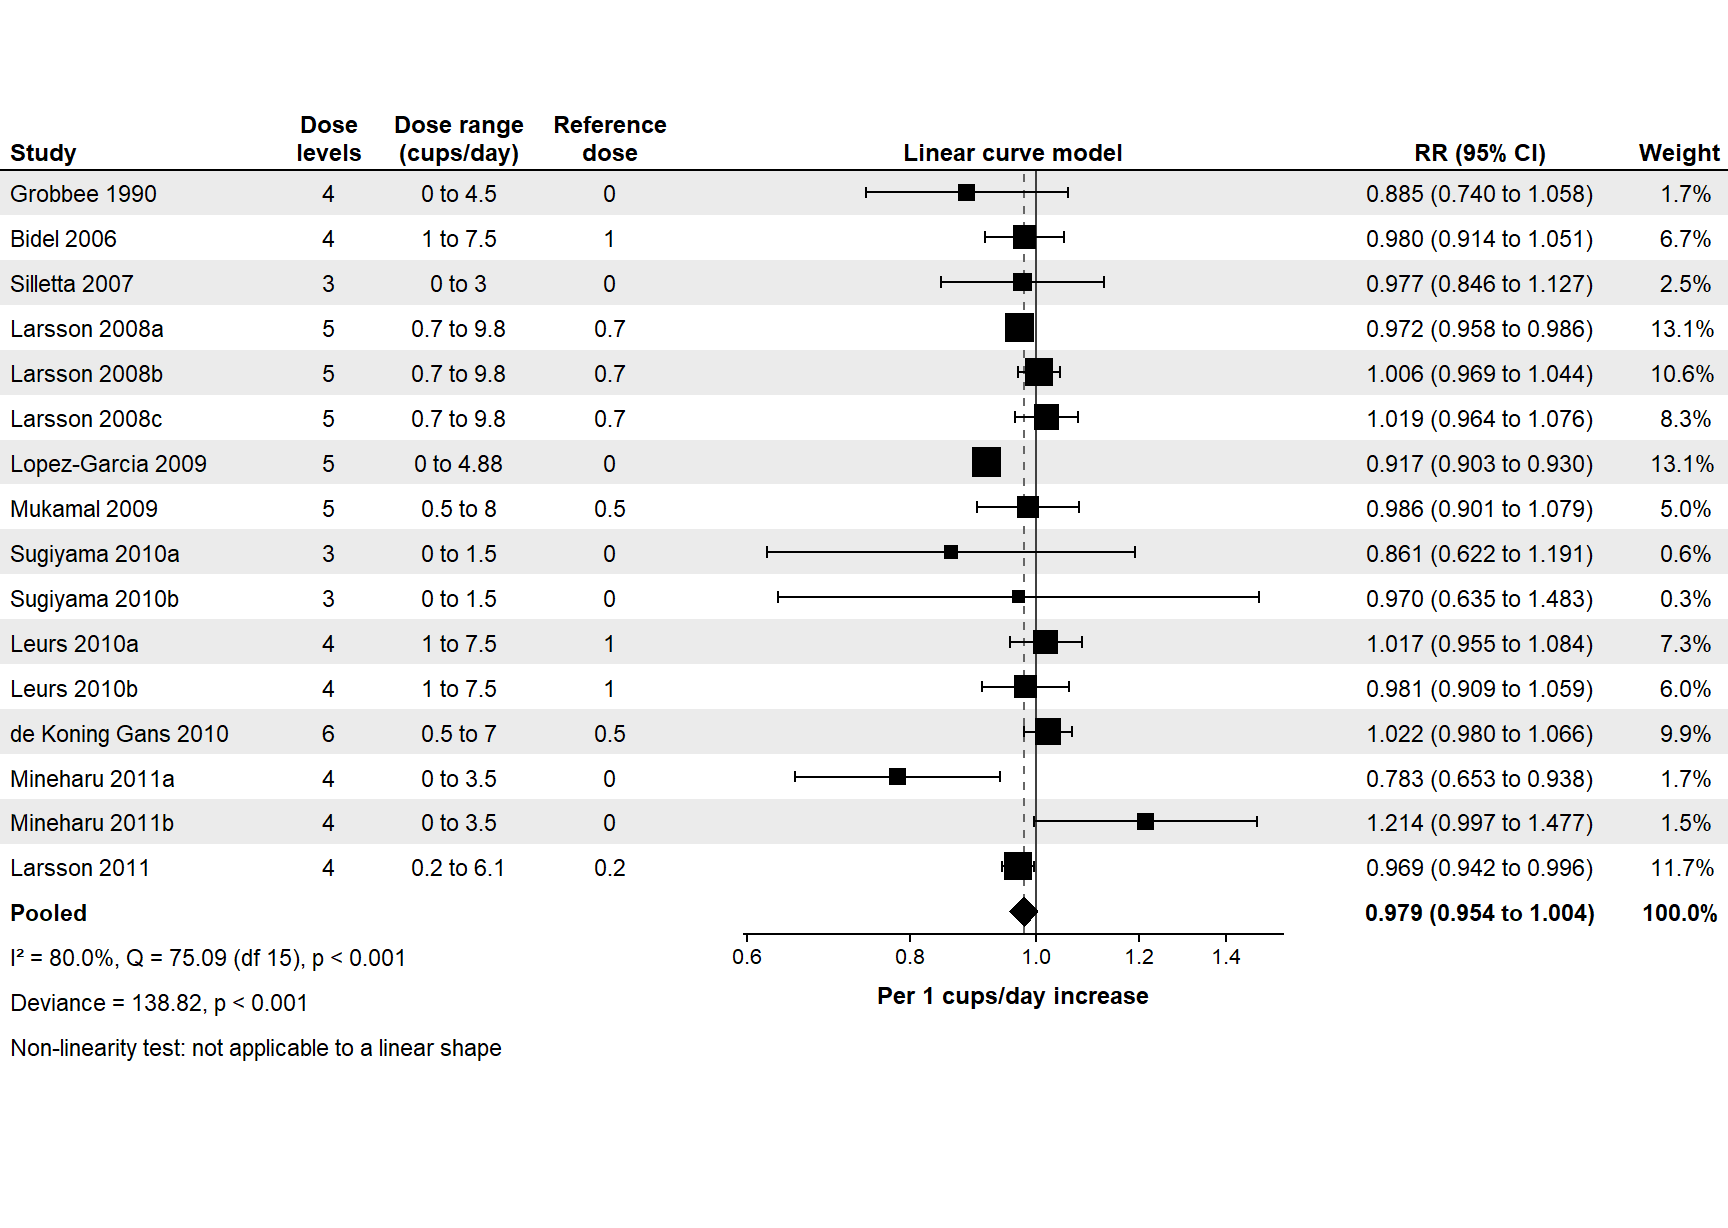 Study Dose levels Dose range (cups/day) Reference dose Linear curve model RR (95% CI) Weight
Grobbee 1990 4 0 to 4.5 0 0.885 (0.740 to 1.058) 1.7%
Bidel 2006 4 1 to 7.5 1 0.980 (0.914 to 1.051) 6.7%
Silletta 2007 3 0 to 3 0 0.977 (0.846 to 1.127) 2.5%
Larsson 2008a 5 0.7 to 9.8 0.7 0.972 (0.958 to 0.986) 13.1%
Larsson 2008b 5 0.7 to 9.8 0.7 1.006 (0.969 to 1.044) 10.6%
Larsson 2008c 5 0.7 to 9.8 0.7 1.019 (0.964 to 1.076) 8.3%
Lopez-Garcia 2009 5 0 to 4.88 0 0.917 (0.903 to 0.930) 13.1%
Mukamal 2009 5 0.5 to 8 0.5 0.986 (0.901 to 1.079) 5.0%
Sugiyama 2010a 3 0 to 1.5 0 0.861 (0.622 to 1.191) 0.6%
Sugiyama 2010b 3 0 to 1.5 0 0.970 (0.635 to 1.483) 0.3%
Leurs 2010a 4 1 to 7.5 1 1.017 (0.955 to 1.084) 7.3%
Leurs 2010b 4 1 to 7.5 1 0.981 (0.909 to 1.059) 6.0%
de Koning Gans 2010 6 0.5 to 7 0.5 1.022 (0.980 to 1.066) 9.9%
Mineharu 2011a 4 0 to 3.5 0 0.783 (0.653 to 0.938) 1.7%
Mineharu 2011b 4 0 to 3.5 0 1.214 (0.997 to 1.477) 1.5%
Larsson 2011 4 0.2 to 6.1 0.2 0.969 (0.942 to 0.996) 11.7%
Pooled 0.979 (0.954 to 1.004) 100.0%
I² = 80.0%, Q = 75.09 (df 15), p < 0.001
0.6 0.8 1.0 1.2 1.4
Per 1 cups/day increase
Deviance = 138.82, p < 0.001
Non-linearity test: not applicable to a linear shape